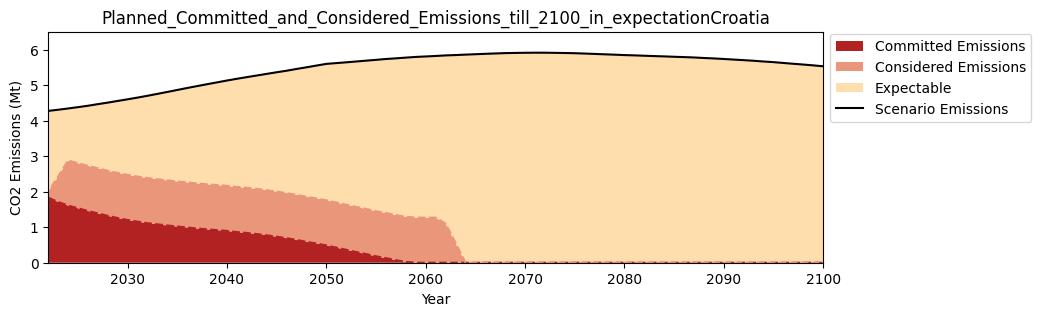 Planned_Committed_and_Considered_Emissions_till_2100_in_expectationCroatia
6
5
4
3
2
1
0
CO2 Emissions (Mt)
2030 2040 2050 2060 2070 2080 2090 2100
Year
Committed Emissions
Considered Emissions
Expectable
Scenario Emissions